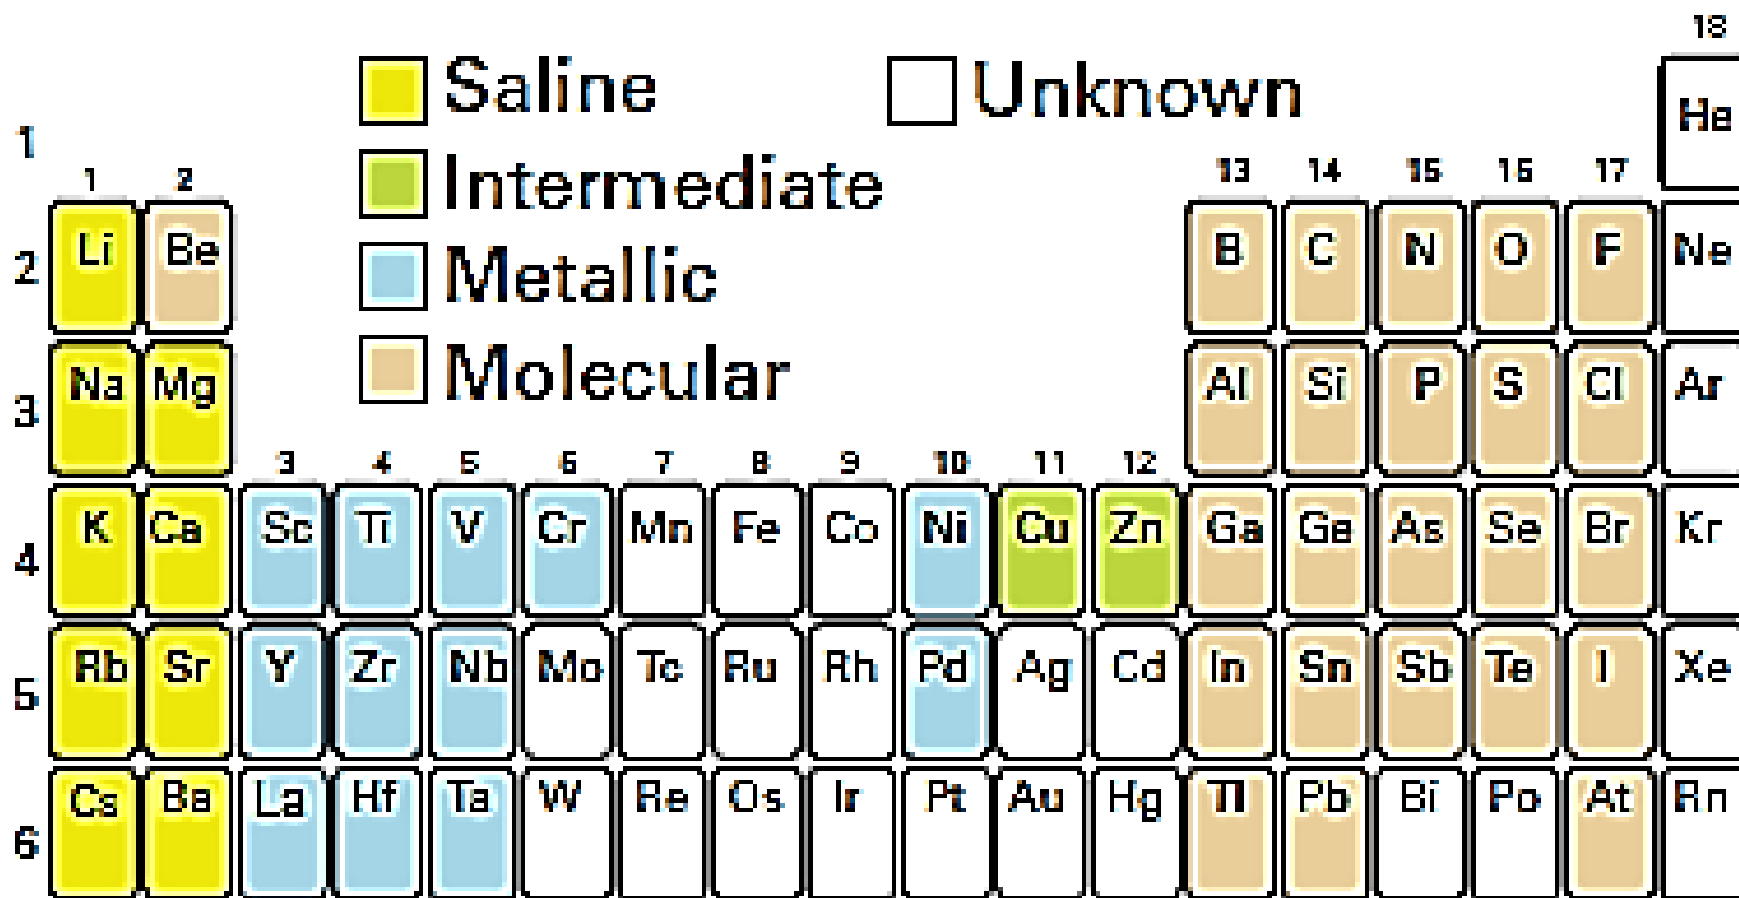 18
Saline Unknown
He
1
Intermediate
1 2 13 14 15 16 17
2 Li Be B C N O F Ne
Metallic
Molecular
3 Na Mg Al Si P S Cl Ar
3 4 5 6 7 8 9 10 11 12
4 K Ca Sc Ti V Cr Mn Fe Co Ni Cu Zn Ga Ge As Se Br Kr
5 Rb Sr Y Zr Nb Mo Tc Ru Rh Pd Ag Cd In Sn Sb Te I Xe
6 Cs Ba La Hf Ta W Re Os Ir Pt Au Hg Tl Pb Bi Po At Rn